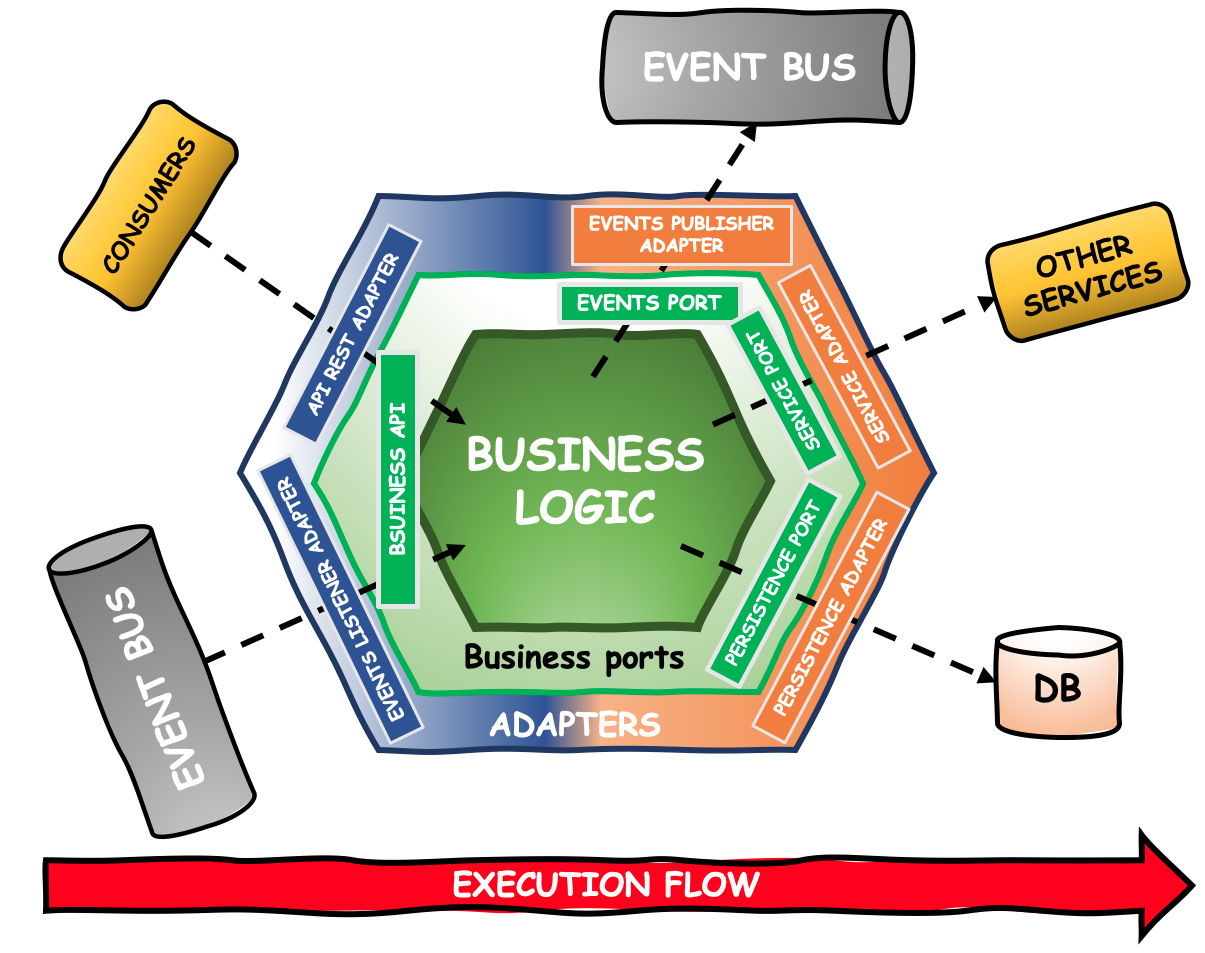 EVENT BUS
CONSUMERS
EVENTS PUBLISHER
ADAPTER
OTHER
SERVICES
API REST ADAPTER
EVENTS PORT
SERVICE ADAPTER
SERVICE PORT
BSUINESS API
BUSINESS
LOGIC
EVENTS LISTENER ADAPTER
PERSISTENCE PORT
PERSISTENCE ADAPTER
EVENT BUS
Business ports
DB
ADAPTERS
EXECUTION FLOW